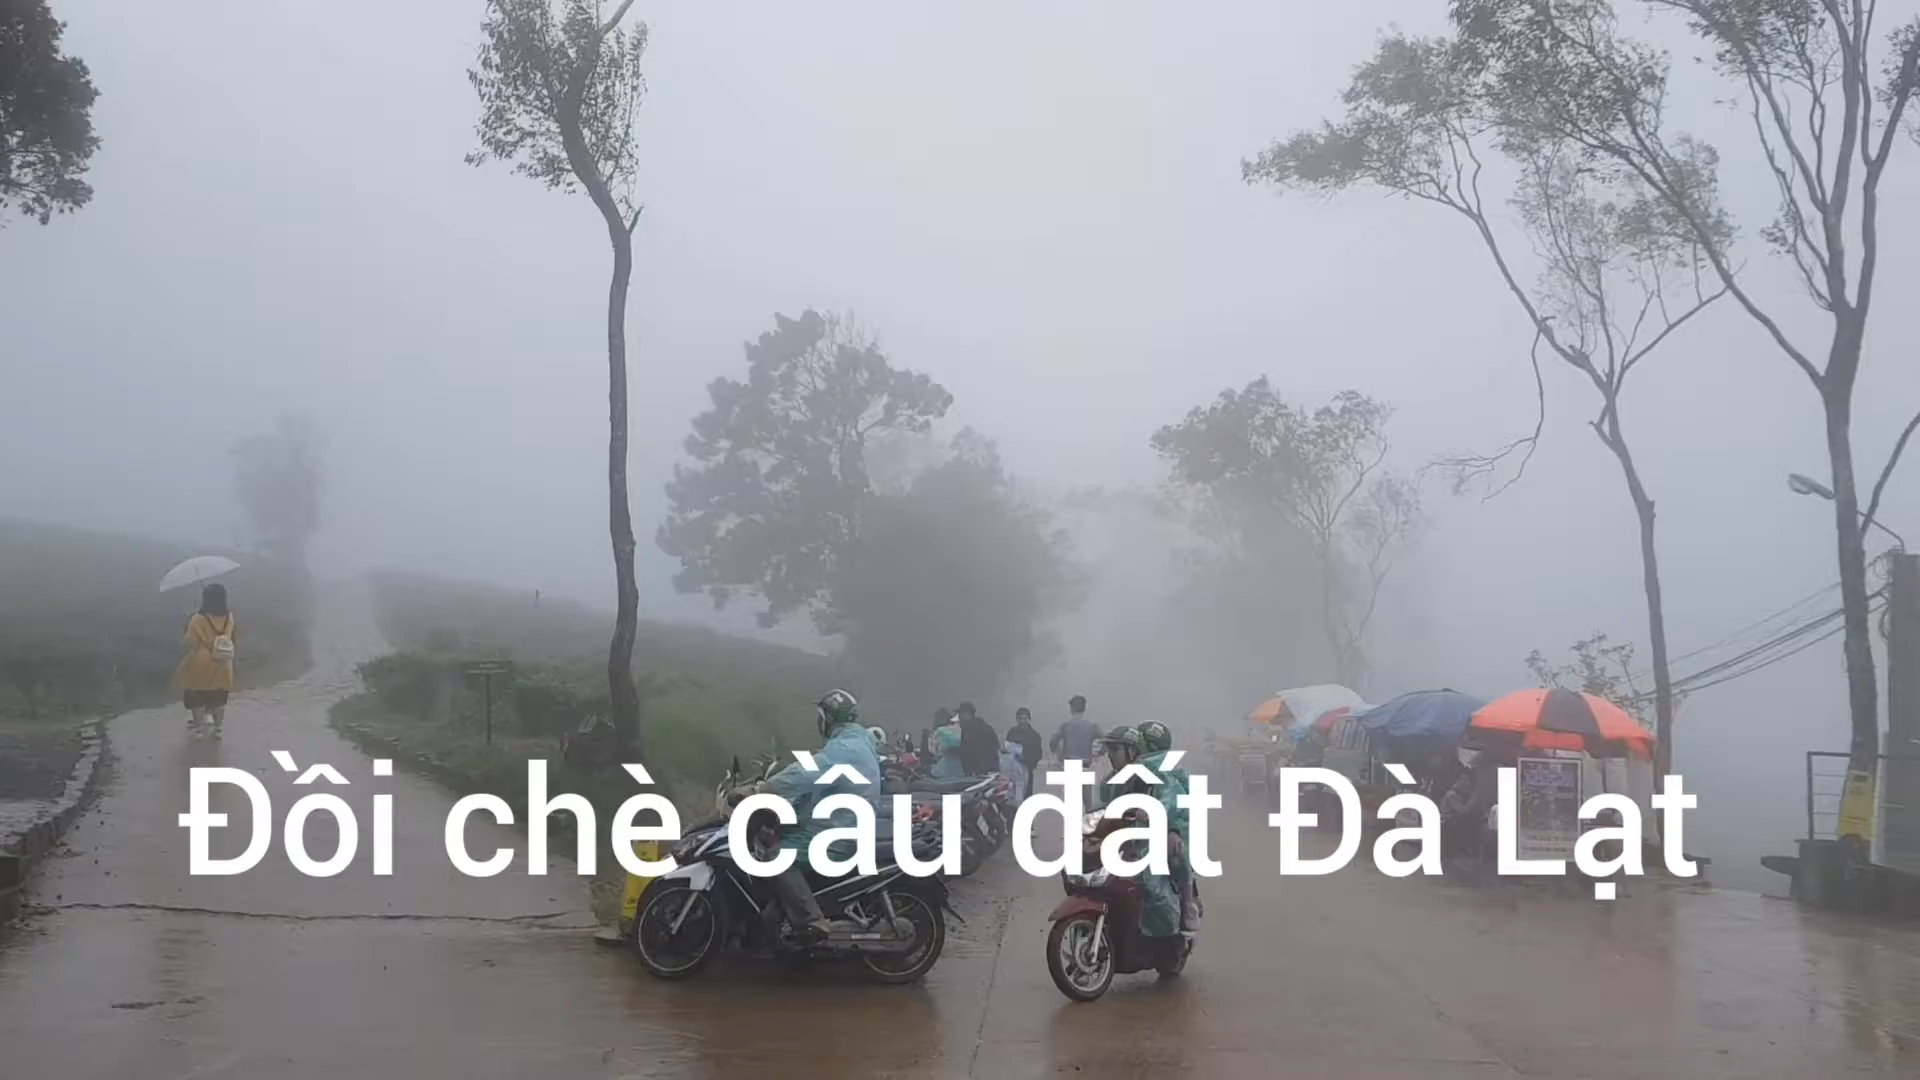 Đồi chè cầu đất Đà Lạt